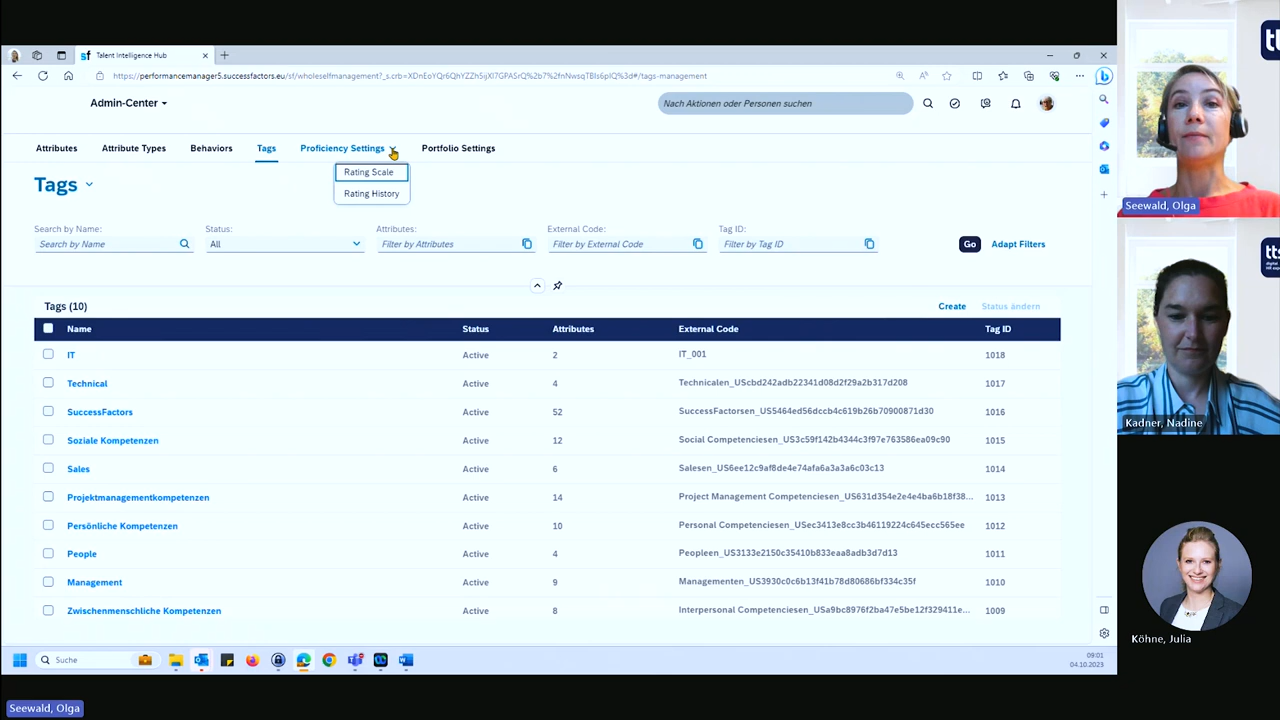 Talent Intelligence Hub
https://performancemanager5.successfactors.eu/sf/wholeselfmanagement?_s.crb=XDnEoYQr6QhYZZh5ijXl7GPASrQ%2b7%2fnNwsqTBIs6plQ%3d#/tags-management
Admin-Center
Nach Aktionen oder Personen suchen
Attributes Attribute Types Behaviors Tags Proficiency Settings Portfolio Settings
Rating Scale
Rating History
Tags
Search by Name: Status: Attributes: External Code: Tag ID:
Search by Name All Filter by Attributes Filter by External Code Filter by Tag ID Go Adapt Filters
Tags (10) Create Status ändern
Name Status Attributes External Code Tag ID
IT Active 2 IT_001 1018
Technical Active 4 Technicalen_UScbd242adb22341d08d2f29a2b317d208 1017
SuccessFactors Active 52 SuccessFactorsen_US5464ed56dccb4c619b26b70900871d30 1016
Soziale Kompetenzen Active 12 Social Competenciesen_US3c59f142b4344c3f97e763586ea09c90 1015
Sales Active 6 Salesen_US6ee12c9af8de4e74afa6a3a3a6c03c13 1014
Projektmanagementkompetenzen Active 14 Project Management Competenciesen_US631d354e2e4e4ba6b18f38... 1013
Persönliche Kompetenzen Active 10 Personal Competenciesen_USec3413e8cc3b46119224c645ecc565ee 1012
People Active 4 Peopleen_US3133e2150c35410b833eaa8adb3d7d13 1011
Management Active 9 Managementen_US3930c0c6b13f41b78d80686bf334c35f 1010
Zwischenmenschliche Kompetenzen Active 8 Interpersonal Competenciesen_USa9bc8976f2ba47e5be12f329411e... 1009
Suche
09:01
04.10.2023
Seewald, Olga
Seewald, Olga
tts
digital
Kadner, Nadine
Köhne, Julia